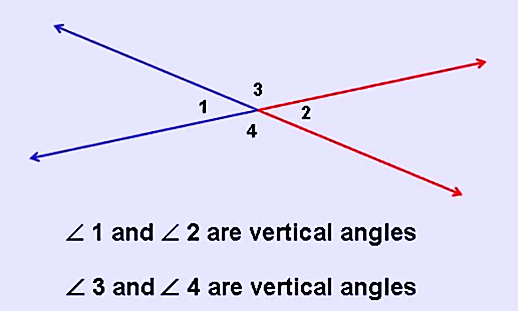 3
1
2
4
∠ 1 and ∠ 2 are vertical angles
∠ 3 and ∠ 4 are vertical angles